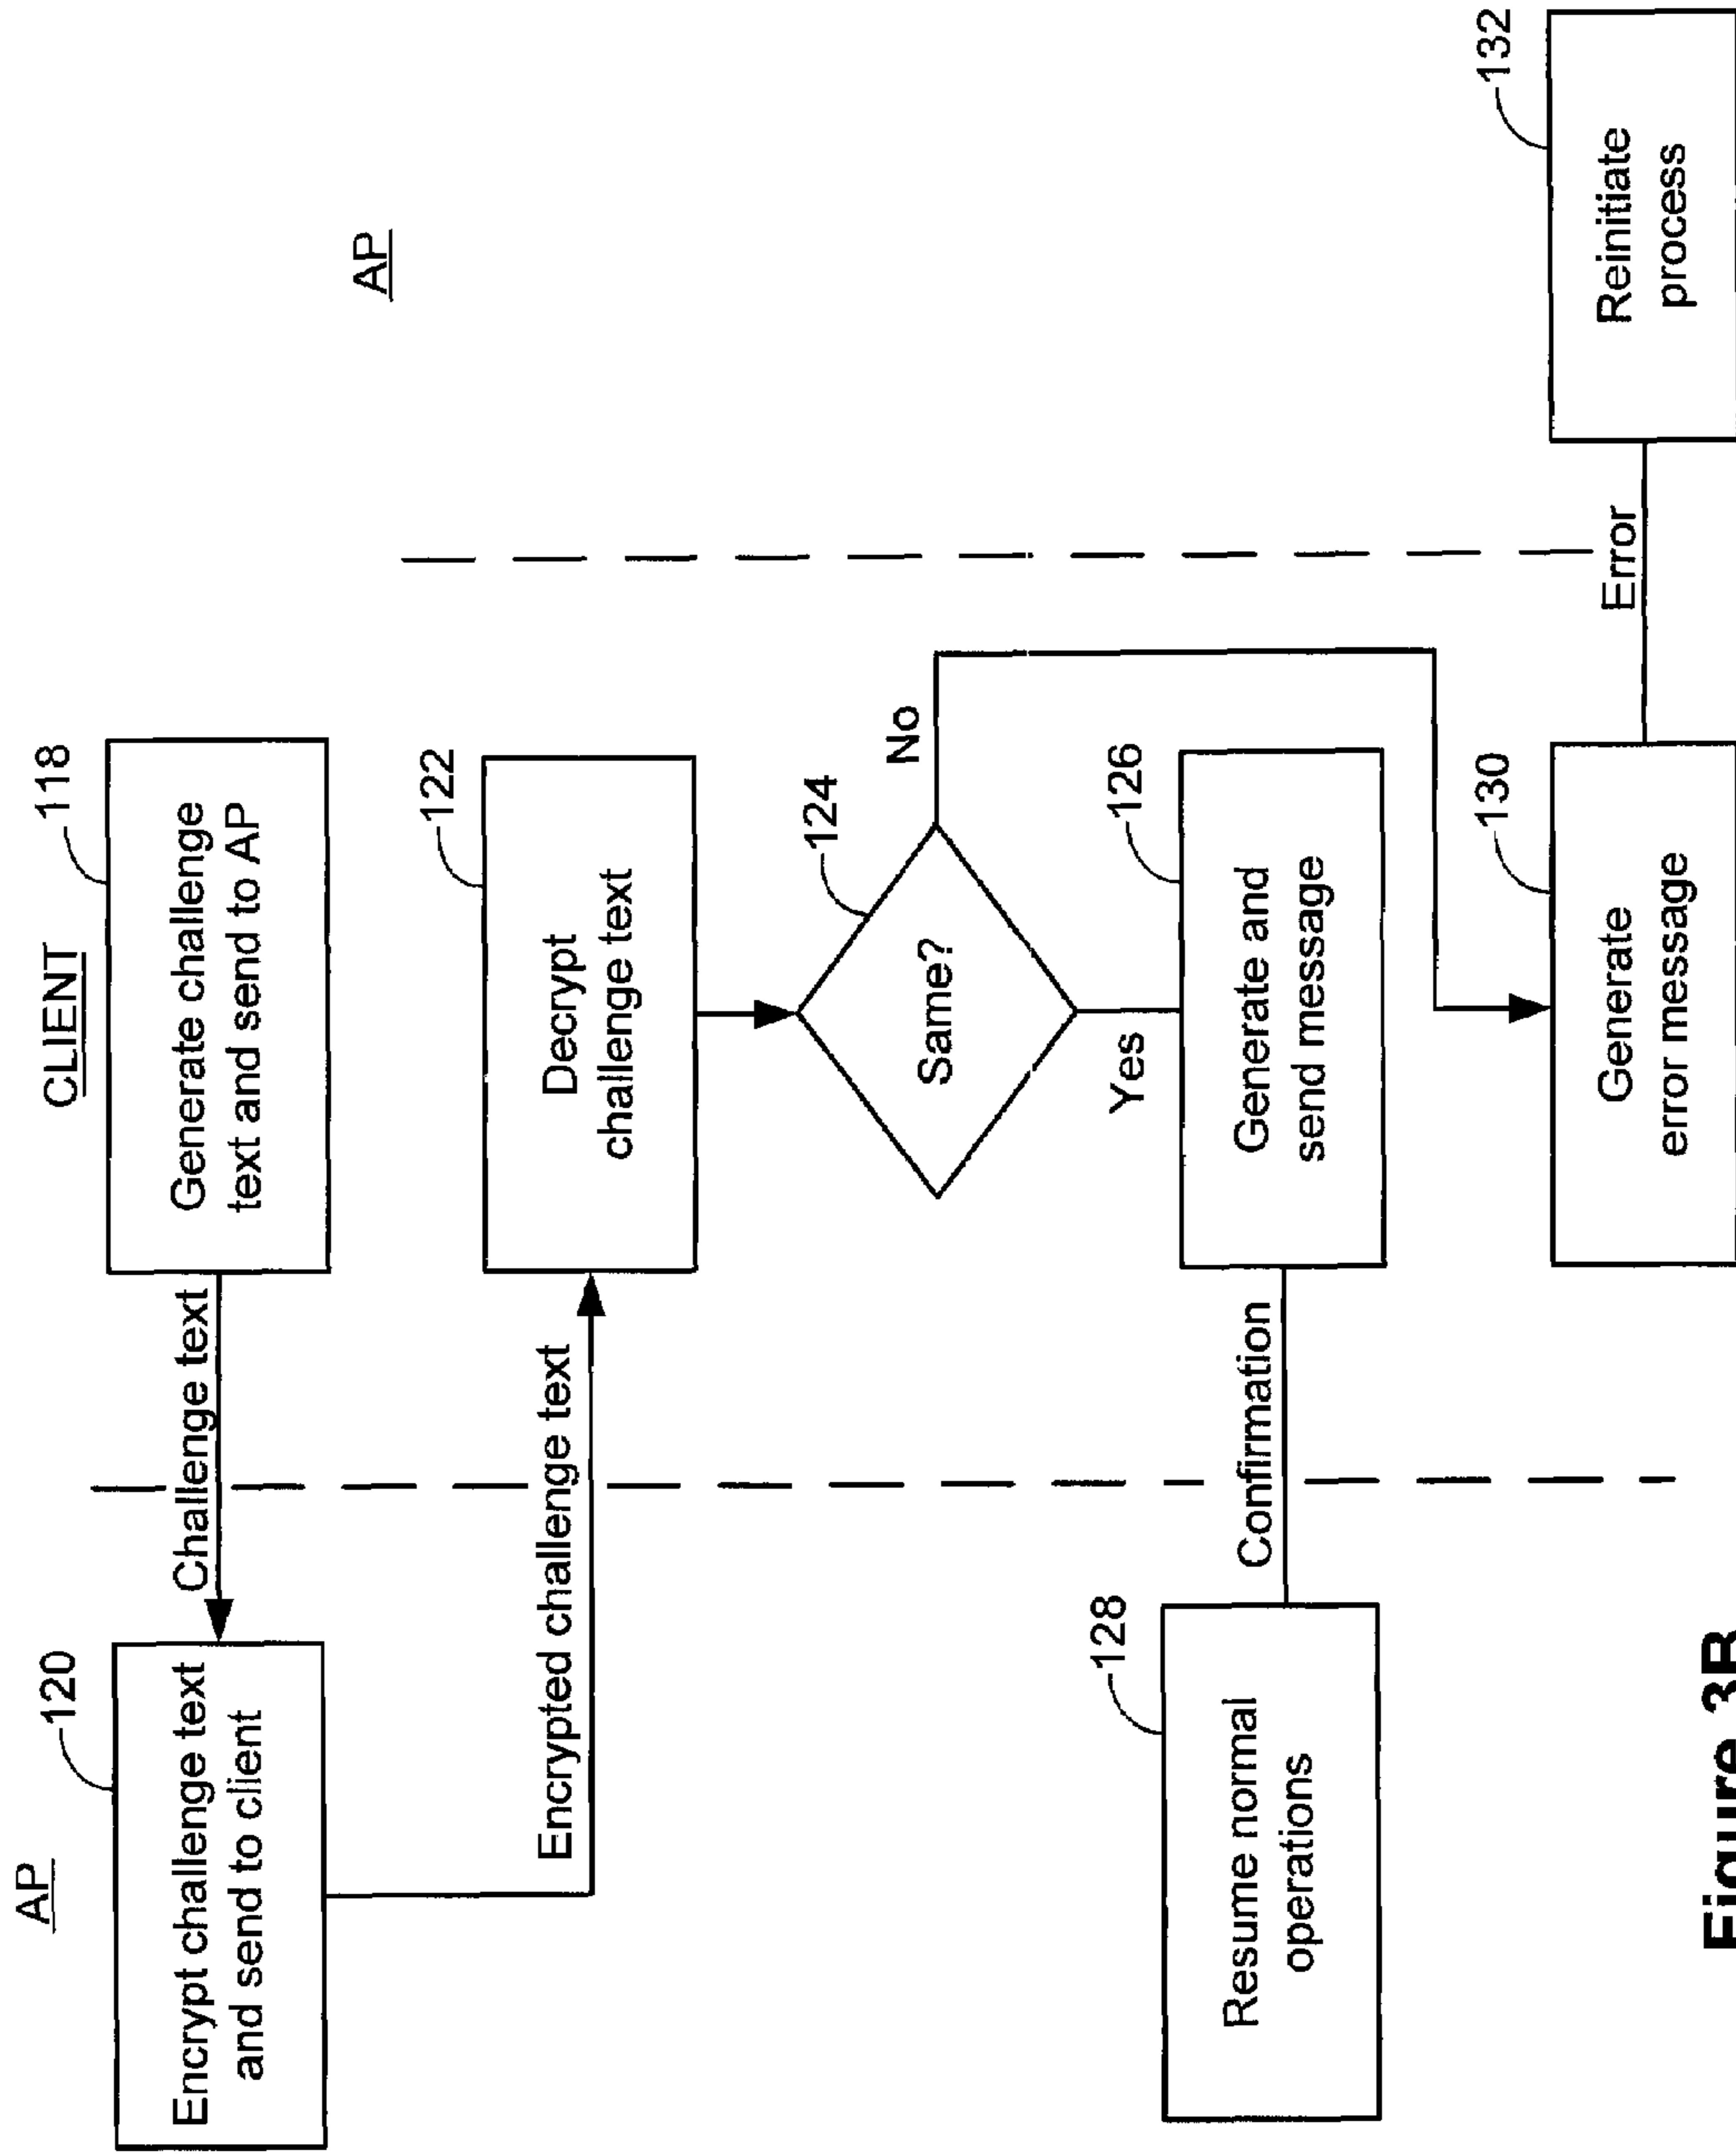 AP
CLIENT
AP
120
Encrypt challenge text
and send to client
Challenge text
118
Generate challenge
text and send to AP
Encrypted challenge text
122
Decrypt
challenge text
124
Same?
No
Yes
126
Generate and
send message
Confirmation
128
Resume normal
operations
130
Generate
error message
Error
132
Reinitiate
process
Figure 3B